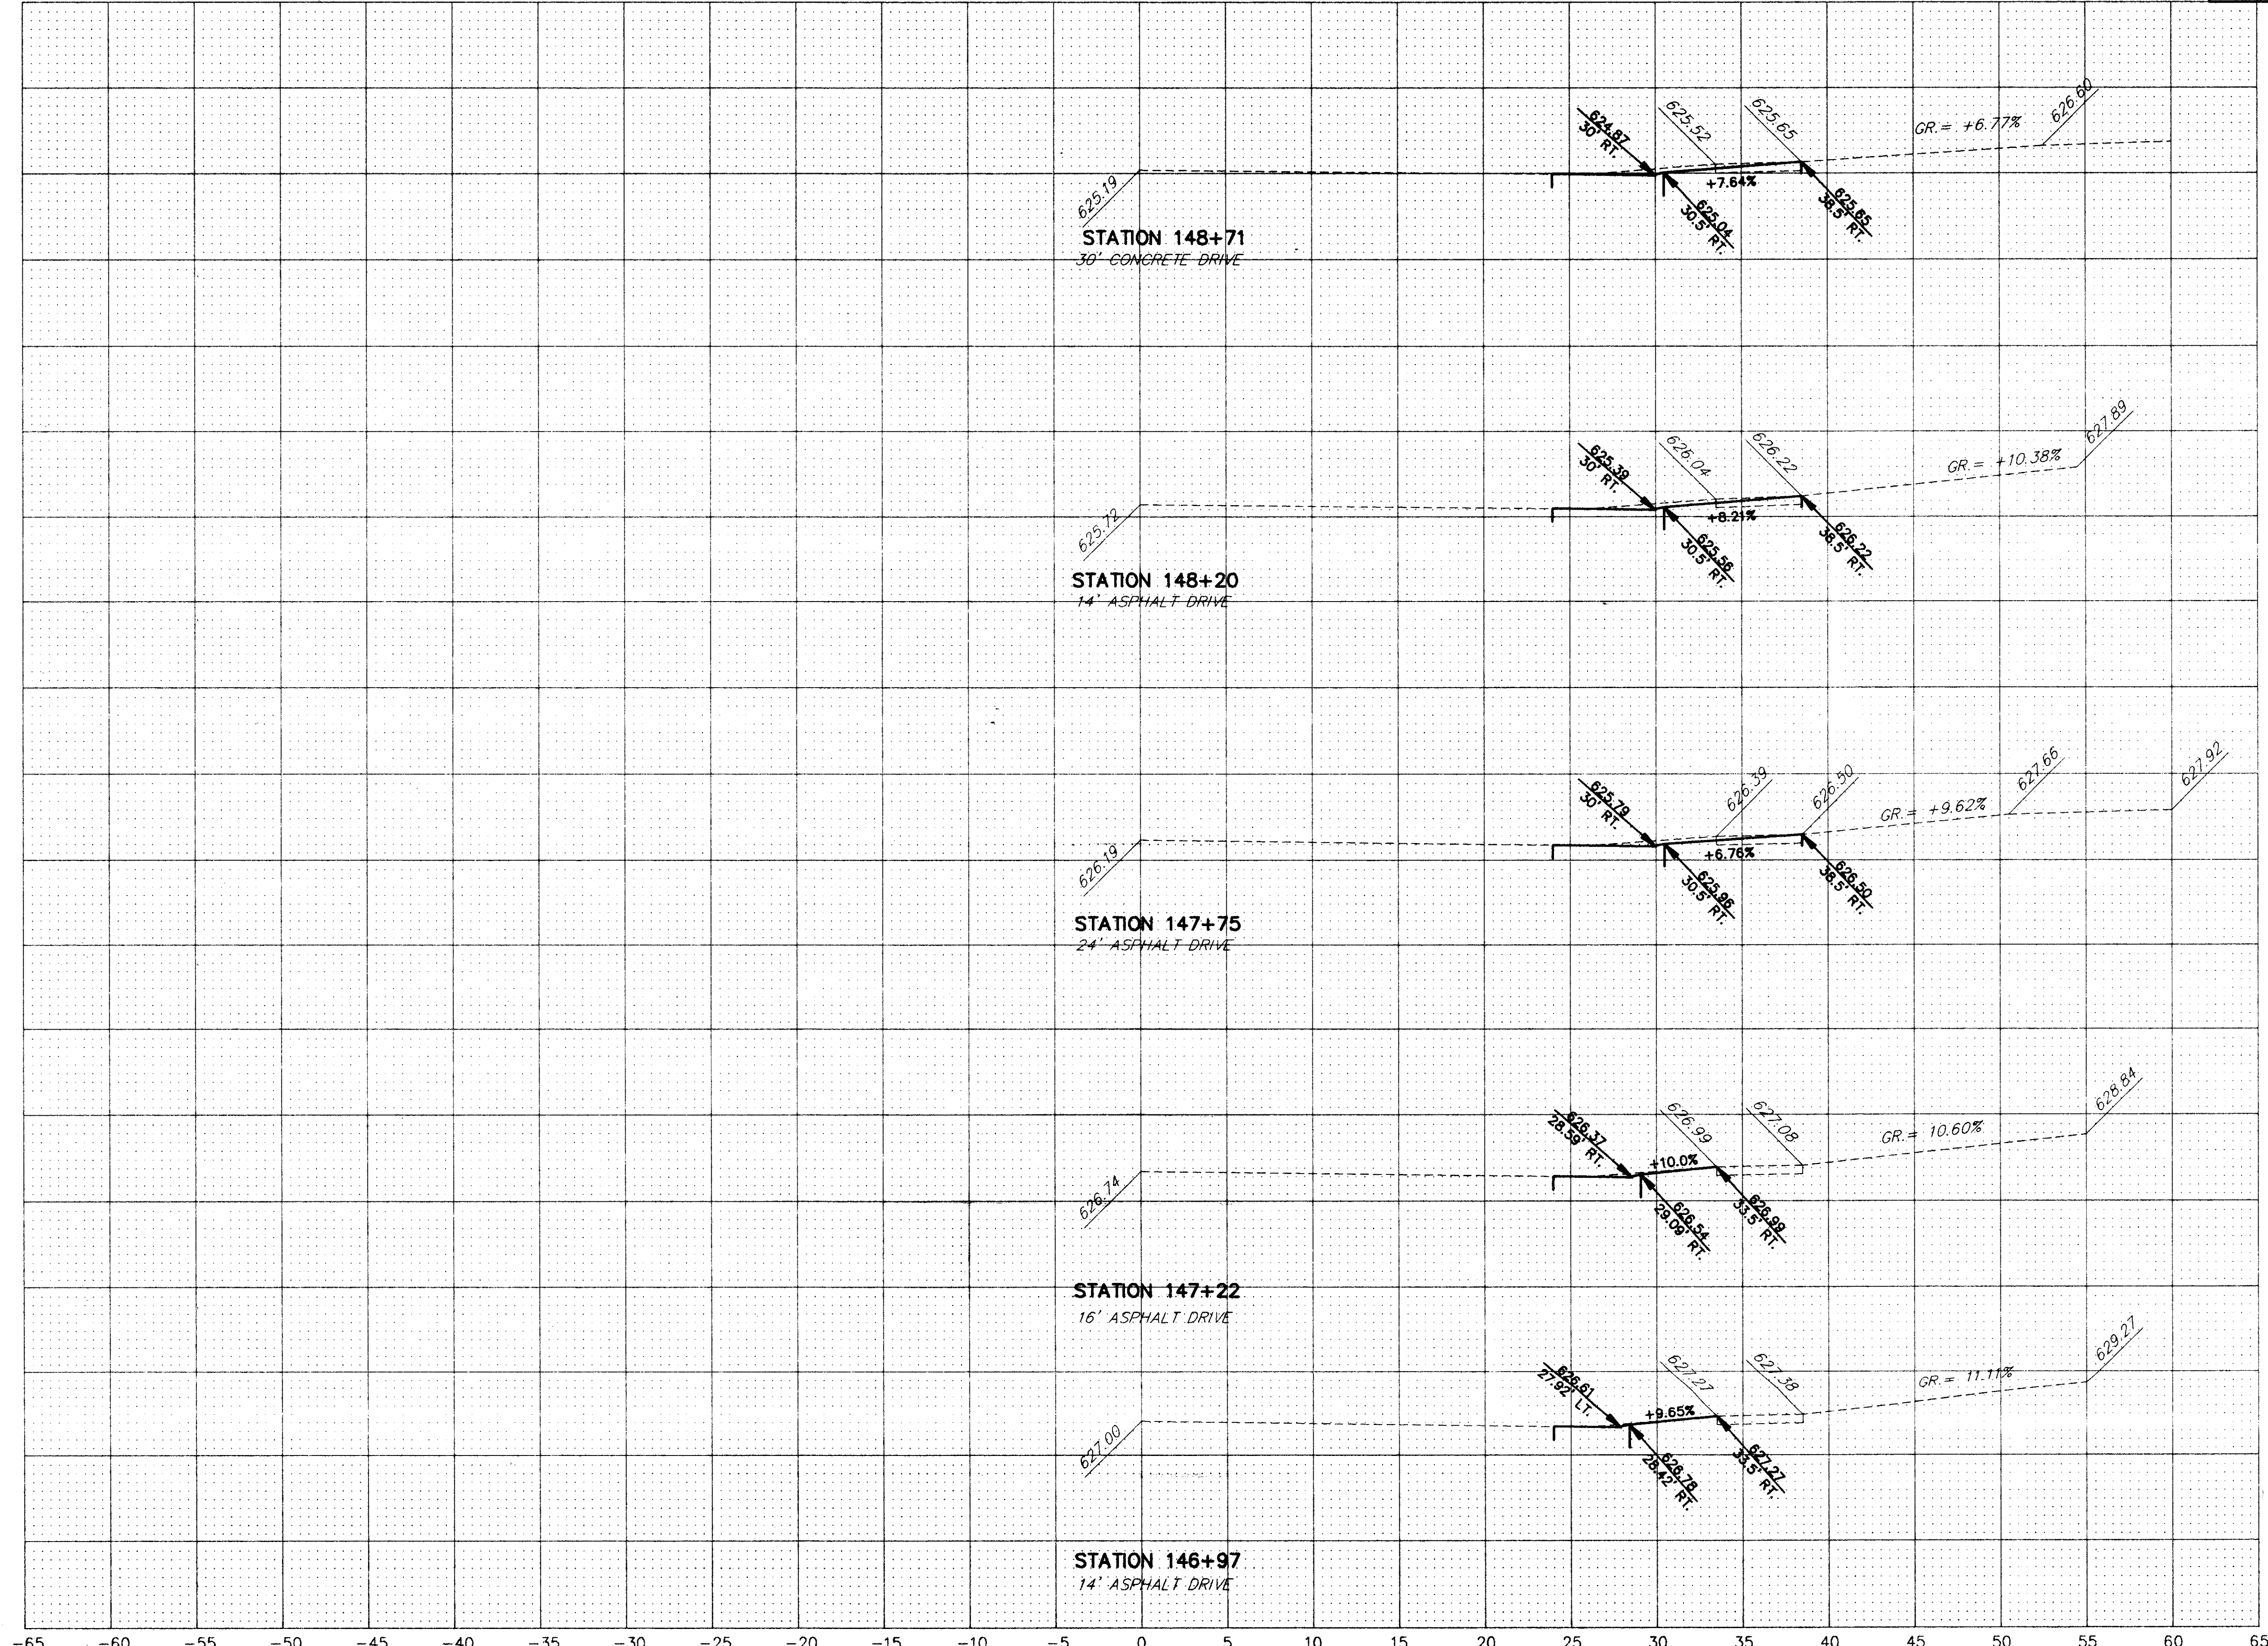 624.87
30' RT.
625.52
625.65
GR.= +6.77%
626.60
625.19
+7.64%
625.04
30.5' RT.
625.65
38.5' RT.
STATION 148+71
30' CONCRETE DRIVE
625.39
30' RT.
626.04
626.22
GR.= +10.38%
627.89
625.72
+8.21%
625.56
30.5' RT.
626.22
38.5' RT.
STATION 148+20
14' ASPHALT DRIVE
625.79
30' RT.
626.39
626.50
GR.= +9.62%
627.66
627.92
626.19
+6.76%
625.96
30.5' RT.
626.50
38.5' RT.
STATION 147+75
24' ASPHALT DRIVE
626.37
28.59' RT.
626.99
627.08
GR.= 10.60%
628.84
626.74
+10.0%
626.54
29.09' RT.
626.99
33.5' RT.
STATION 147+22
16' ASPHALT DRIVE
626.61
27.92' LT.
627.27
627.38
GR.= 11.11%
629.27
627.00
+9.65%
626.78
28.42' RT.
627.27
33.5' RT.
STATION 146+97
14' ASPHALT DRIVE
-65 -60 -55 -50 -45 -40 -35 -30 -25 -20 -15 -10 -5 0 5 10 15 20 25 30 35 40 45 50 55 60 65